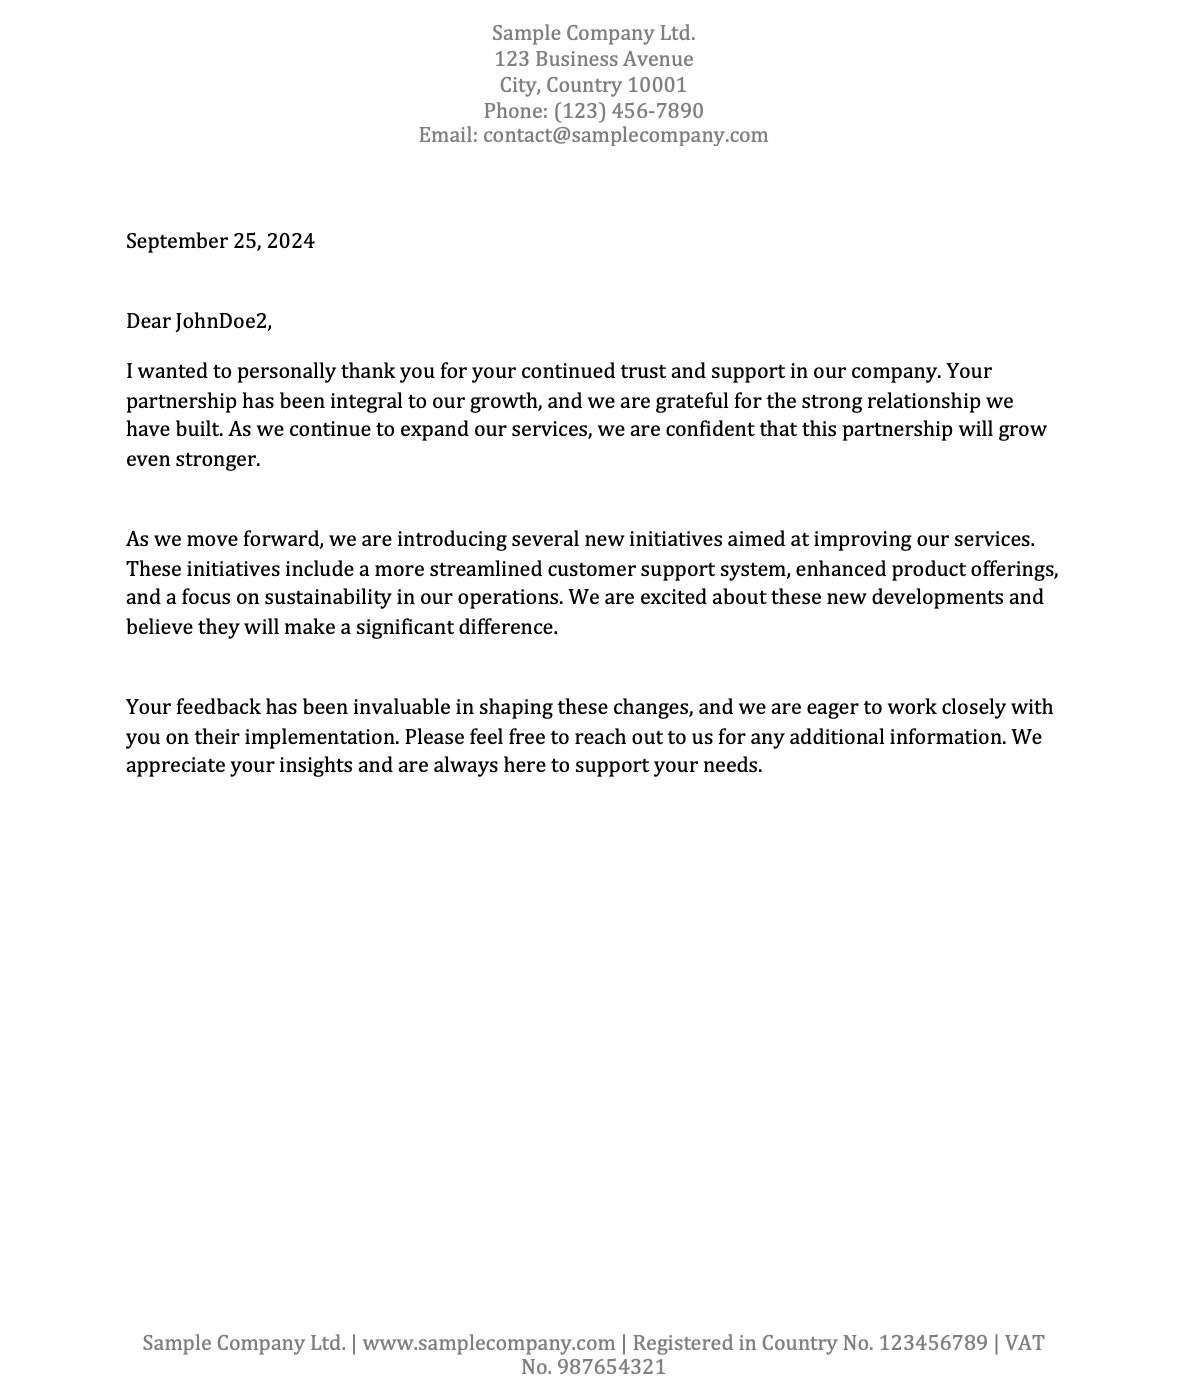 Sample Company Ltd.
123 Business Avenue
City, Country 10001
Phone: (123) 456-7890
Email: contact@samplecompany.com
September 25, 2024
Dear JohnDoe2,
I wanted to personally thank you for your continued trust and support in our company. Your
partnership has been integral to our growth, and we are grateful for the strong relationship we
have built. As we continue to expand our services, we are confident that this partnership will grow
even stronger.
As we move forward, we are introducing several new initiatives aimed at improving our services.
These initiatives include a more streamlined customer support system, enhanced product offerings,
and a focus on sustainability in our operations. We are excited about these new developments and
believe they will make a significant difference.
Your feedback has been invaluable in shaping these changes, and we are eager to work closely with
you on their implementation. Please feel free to reach out to us for any additional information. We
appreciate your insights and are always here to support your needs.
Sample Company Ltd. | www.samplecompany.com | Registered in Country No. 123456789 | VAT
No. 987654321